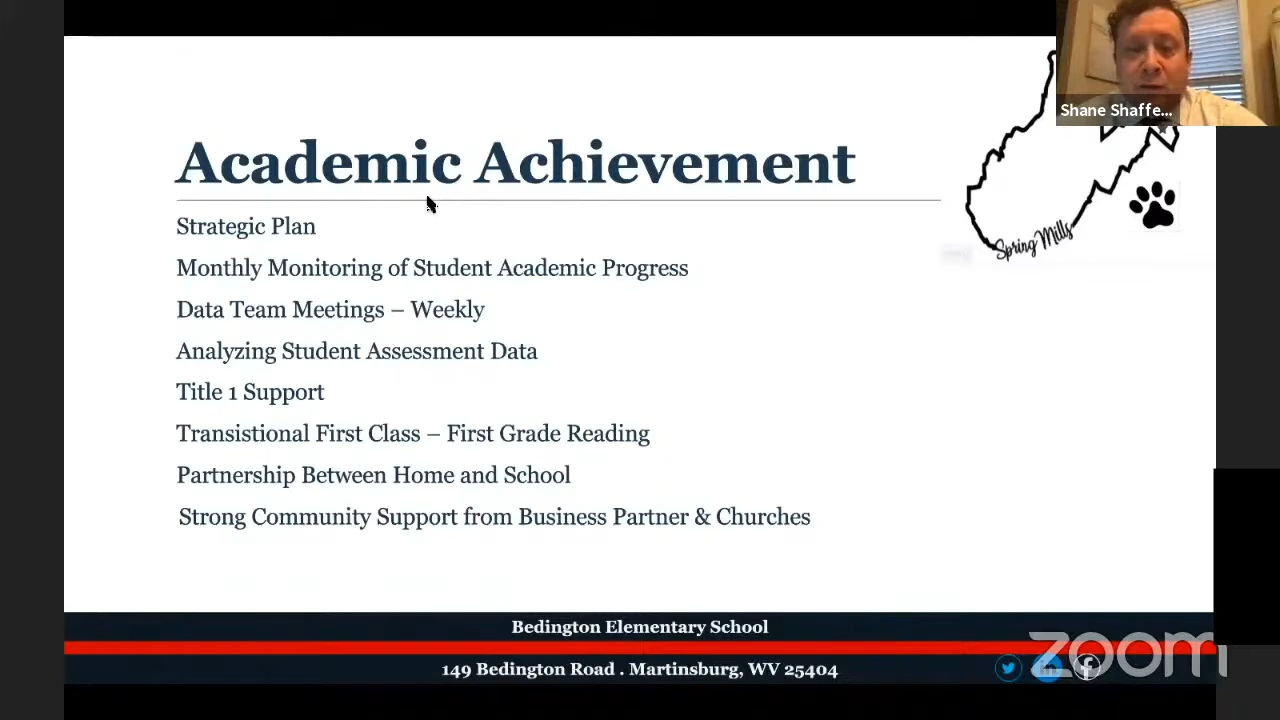 Shane Shaffe...
Academic Achievement
Strategic Plan
Monthly Monitoring of Student Academic Progress
Data Team Meetings – Weekly
Analyzing Student Assessment Data
Title 1 Support
Transistional First Class – First Grade Reading
Partnership Between Home and School
Strong Community Support from Business Partner & Churches
Spring Mills
Bedington Elementary School
149 Bedington Road . Martinsburg, WV 25404
zoom